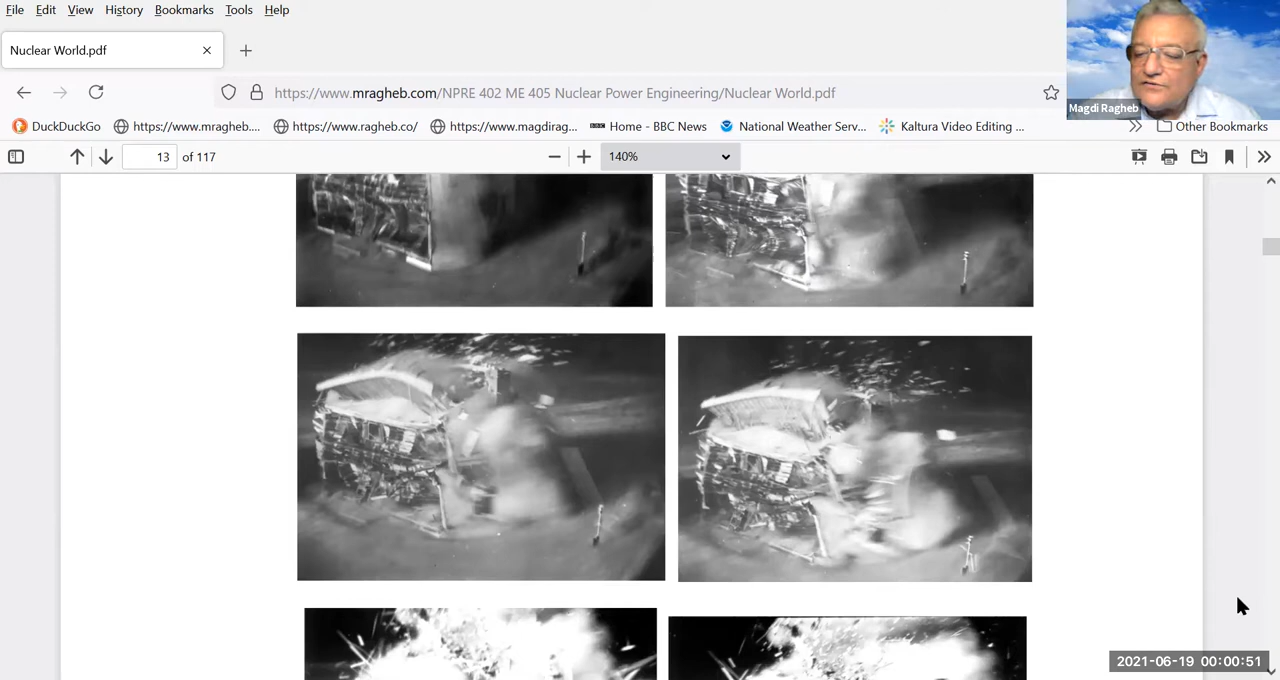 File Edit View History Bookmarks Tools Help
Nuclear World.pdf
https://www.mragheb.com/NPRE 402 ME 405 Nuclear Power Engineering/Nuclear World.pdf
Magdi Ragheb
DuckDuckGo https://www.mragheb.... https://www.ragheb.co/ https://www.magdirag... Home - BBC News National Weather Serv... Kaltura Video Editing ... Other Bookmarks
13 of 117 140%
2021-06-19 00:00:51